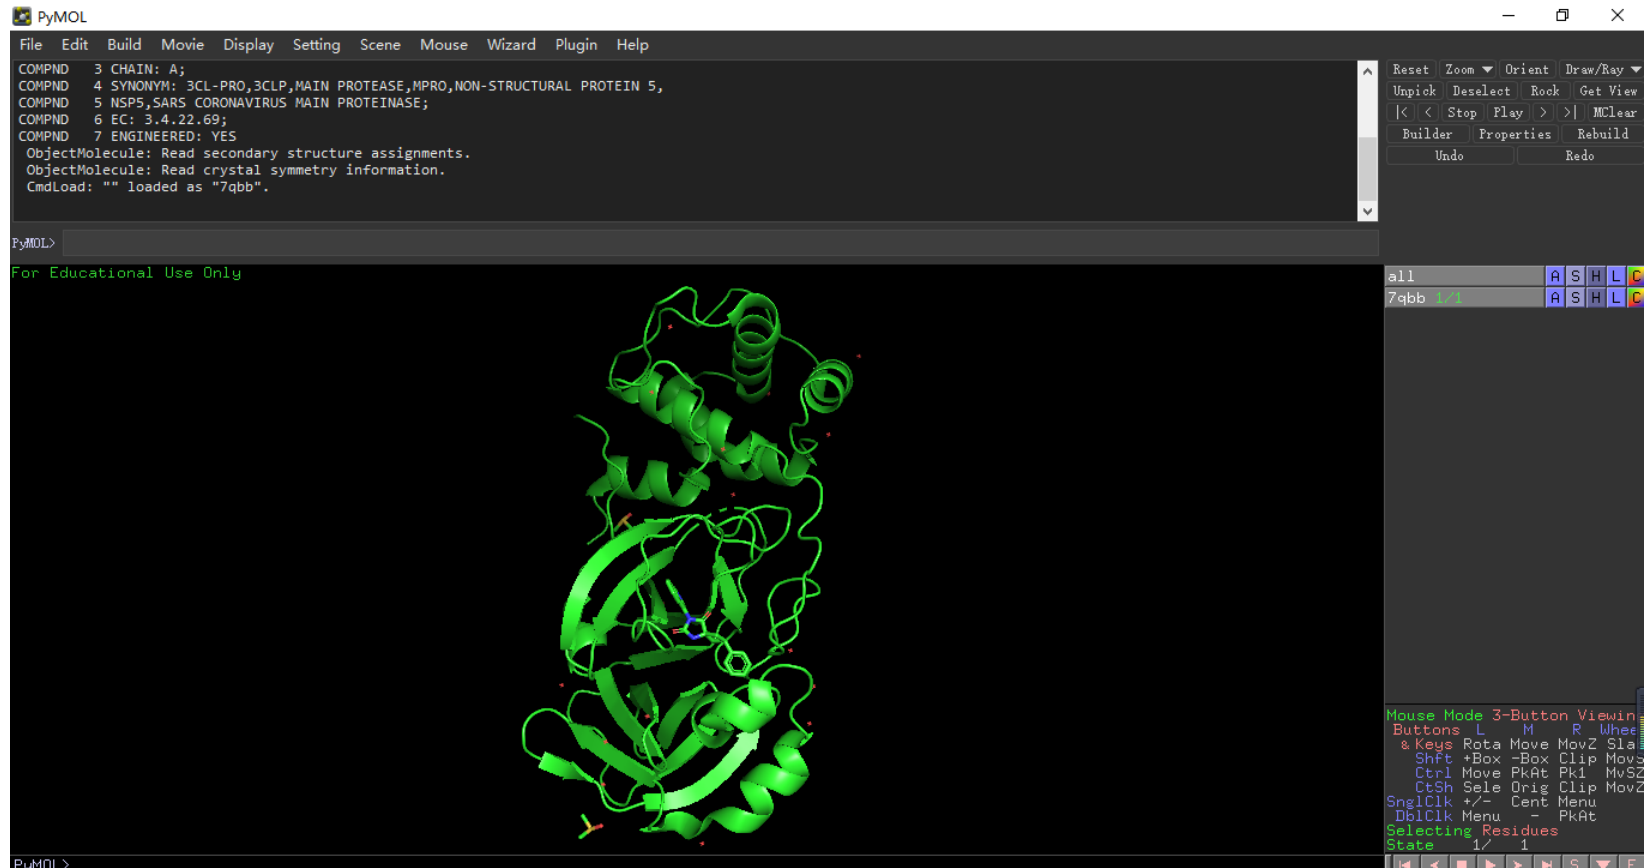 PyMOL
File Edit Build Movie Display Setting Scene Mouse Wizard Plugin Help
COMPND 3 CHAIN: A;
COMPND 4 SYNONYM: 3CL-PRO,3CLP,MAIN PROTEASE,MPRO,NON-STRUCTURAL PROTEIN 5,
COMPND 5 NSP5,SARS CORONAVIRUS MAIN PROTEINASE;
COMPND 6 EC: 3.4.22.69;
COMPND 7 ENGINEERED: YES
ObjectMolecule: Read secondary structure assignments.
ObjectMolecule: Read crystal symmetry information.
CmdLoad: "" loaded as "7qbb".
PyMOL>
Reset Zoom Orient Draw/Ray
Unpick Deselect Rock Get View
|< < Stop Play > >| MClear
Builder Properties Rebuild
Undo Redo
For Educational Use Only
all A S H L C
7qbb 1/1 A S H L C
Mouse Mode 3-Button Viewin
Buttons L M R Whee
& Keys Rota Move MovZ Sla
Shft +Box -Box Clip MovS
Ctrl Move PkAt Pk1 MvSZ
CtSh Sele Orig Clip MovZ
SnglClk +/- Cent Menu
DblClk Menu - PkAt
Selecting Residues
State 1/ 1
PyMOL>
S F